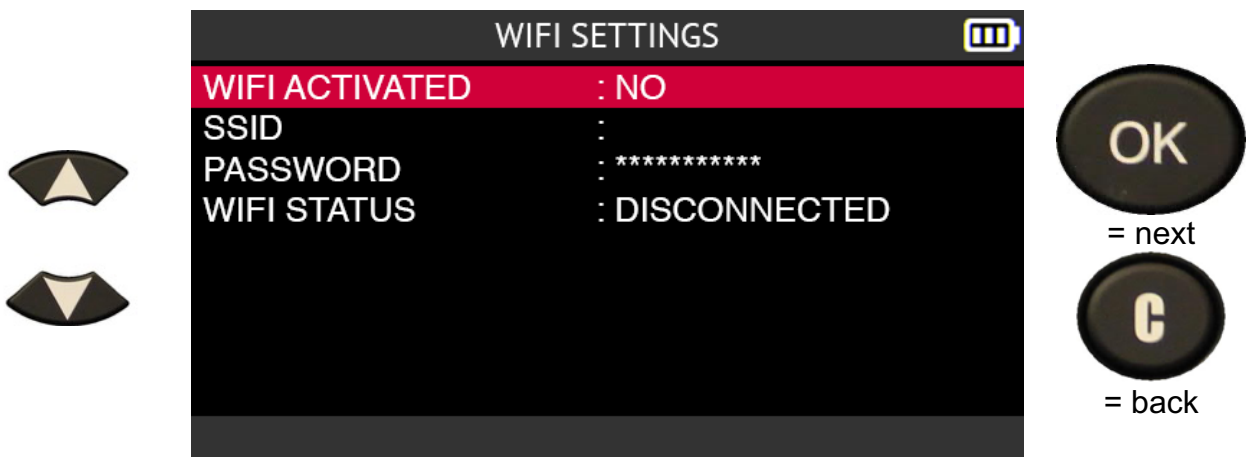 WIFI SETTINGS
WIFI ACTIVATED : NO
SSID :
PASSWORD : ***********
WIFI STATUS : DISCONNECTED
OK
= next
C
= back